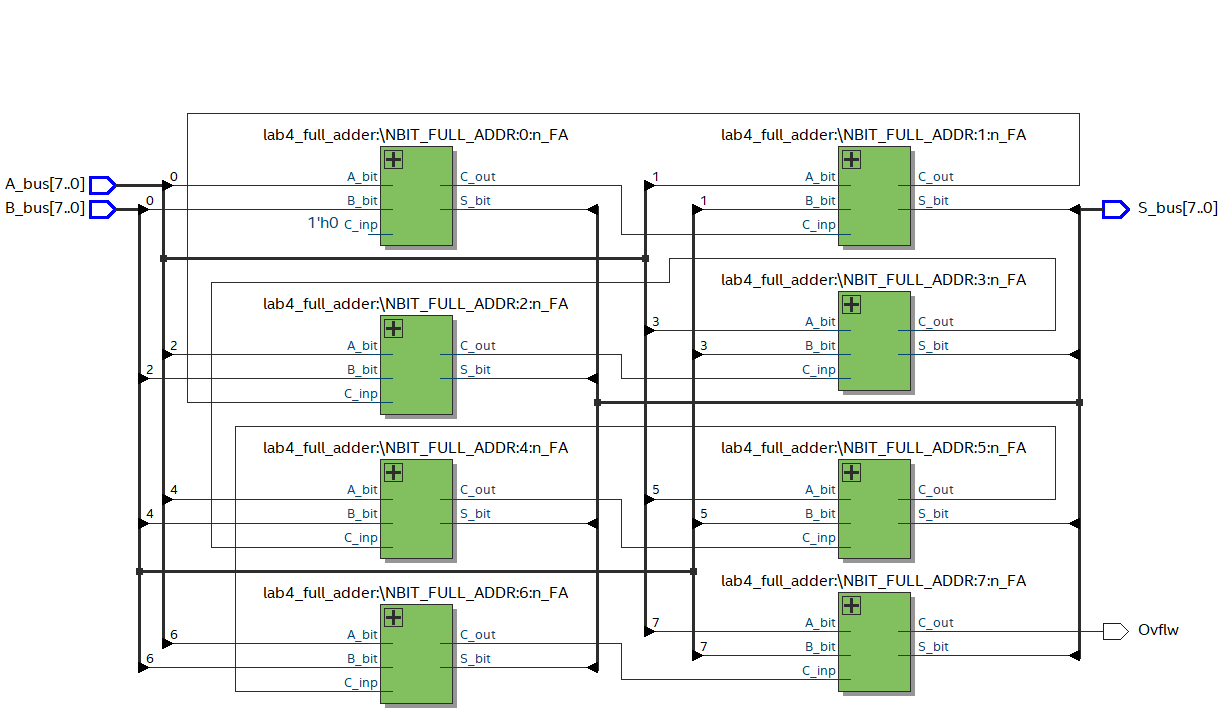 lab4_full_adder:\NBIT_FULL_ADDR:0:n_FA
lab4_full_adder:\NBIT_FULL_ADDR:1:n_FA
A_bus[7..0]
0
A_bit
C_out
1
A_bit
C_out
B_bus[7..0]
0
B_bit
S_bit
1
B_bit
S_bit
S_bus[7..0]
1'h0
C_inp
C_inp
lab4_full_adder:\NBIT_FULL_ADDR:2:n_FA
lab4_full_adder:\NBIT_FULL_ADDR:3:n_FA
3
A_bit
C_out
2
A_bit
C_out
3
B_bit
S_bit
2
B_bit
S_bit
C_inp
C_inp
lab4_full_adder:\NBIT_FULL_ADDR:4:n_FA
lab4_full_adder:\NBIT_FULL_ADDR:5:n_FA
4
A_bit
C_out
5
A_bit
C_out
4
B_bit
S_bit
5
B_bit
S_bit
C_inp
C_inp
lab4_full_adder:\NBIT_FULL_ADDR:6:n_FA
lab4_full_adder:\NBIT_FULL_ADDR:7:n_FA
6
A_bit
C_out
7
A_bit
C_out
Ovflw
6
B_bit
S_bit
7
B_bit
S_bit
C_inp
C_inp